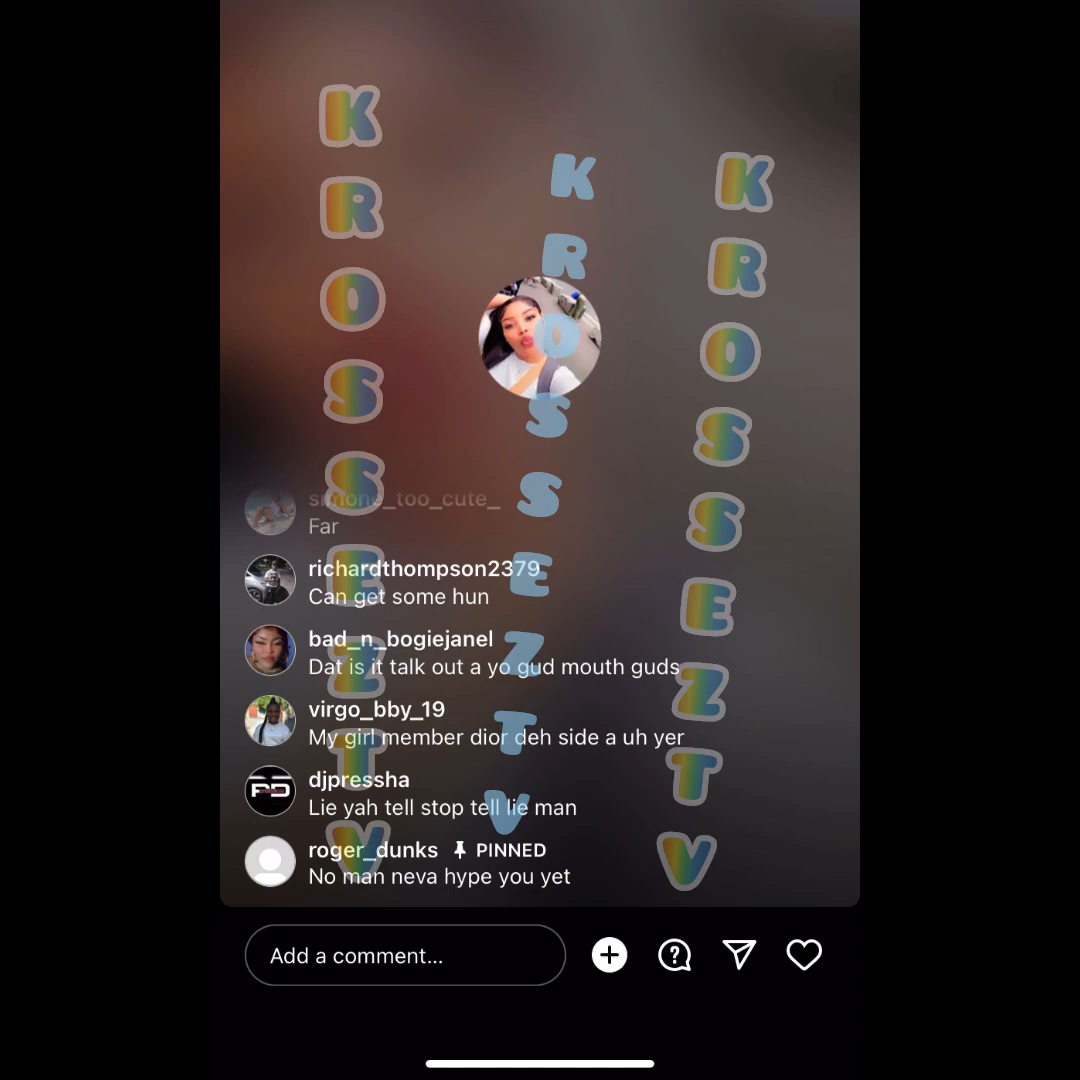 KROSSEZTV
KROSSEZTV
KROSSEZTV
simone_too_cute_
Far
richardthompson2379
Can get some hun
bad_n_bogiejanel
Dat is it talk out a yo gud mouth guds
virgo_bby_19
My girl member dior deh side a uh yer
djpressha
Lie yah tell stop tell lie man
roger_dunks PINNED
No man neva hype you yet
Add a comment...